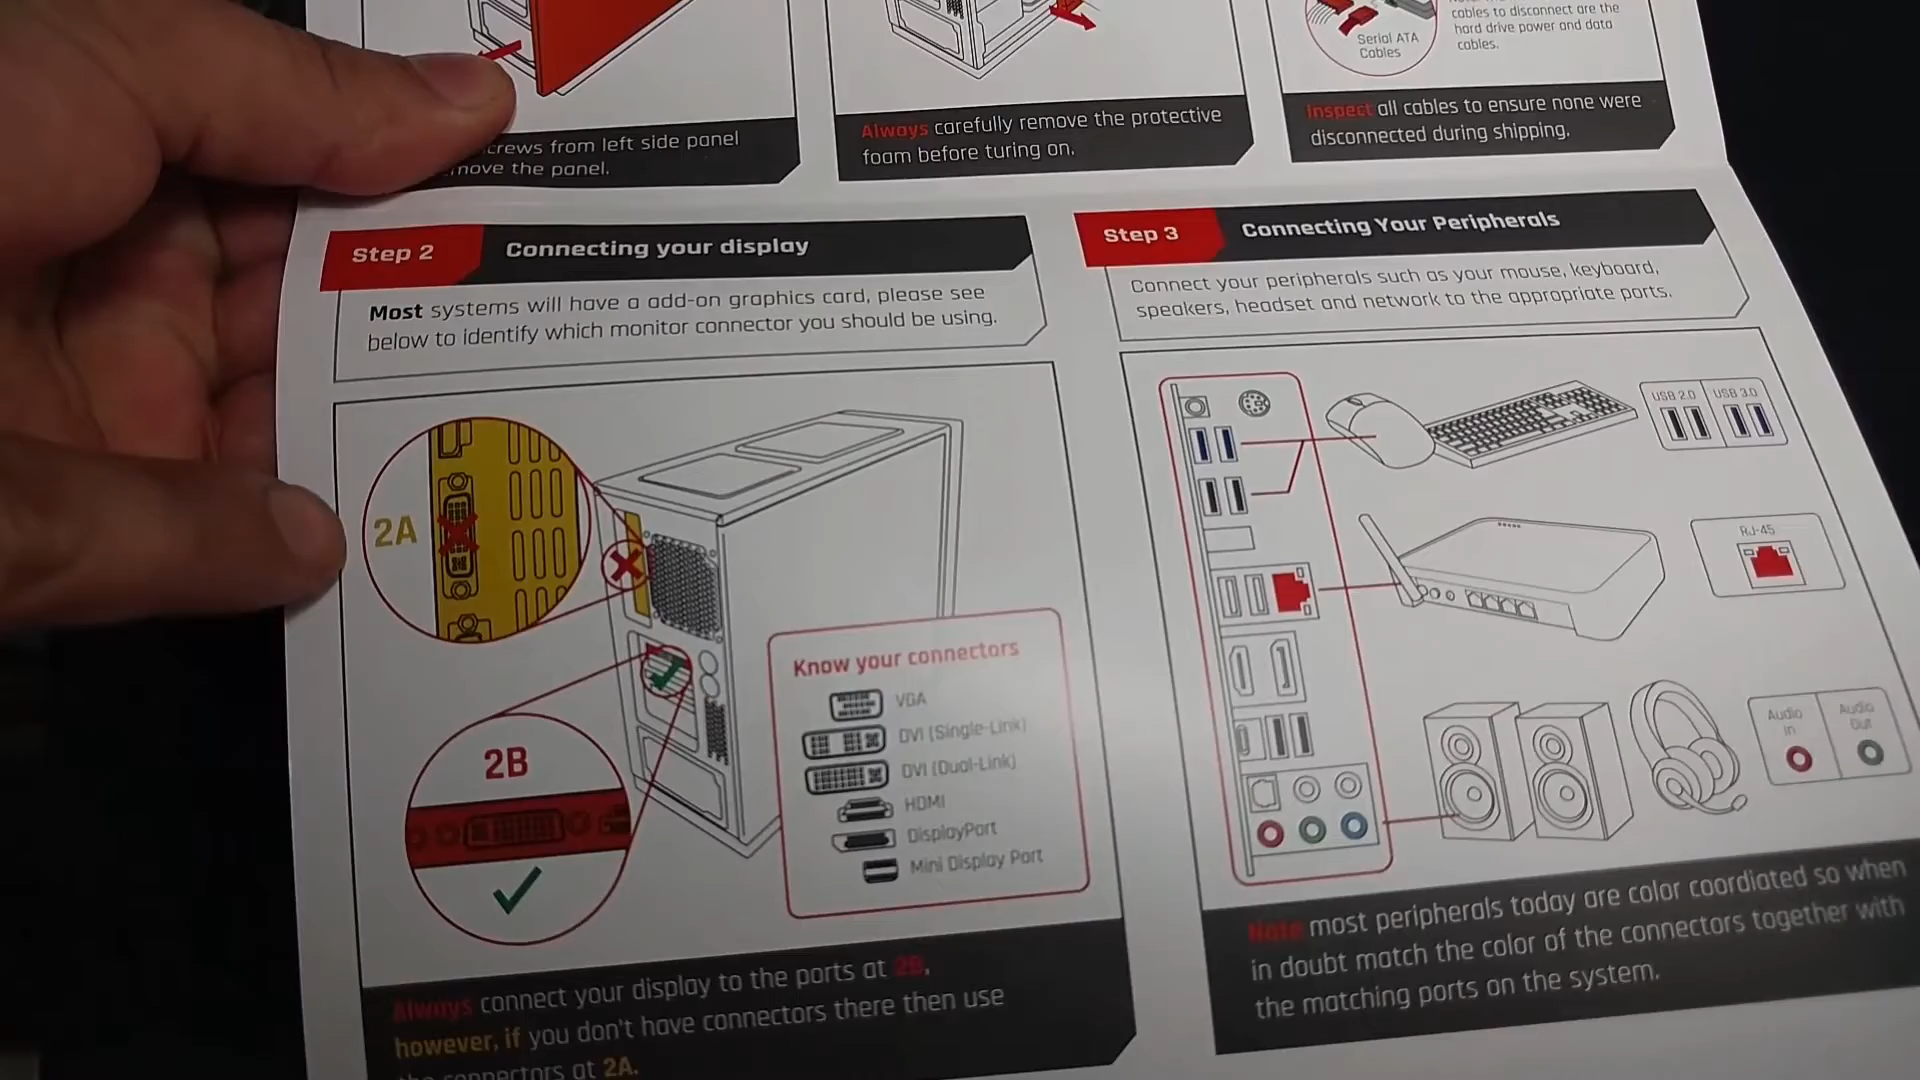 cables to disconnect are the
hard drive power and data
cables.
Serial ATA
Cables
crews from left side panel
move the panel.
Always carefully remove the protective
foam before turing on.
Inspect all cables to ensure none were
disconnected during shipping.
Step 2 Connecting your display
Most systems will have a add-on graphics card, please see
below to identify which monitor connector you should be using.
2A
2B
Know your connectors
VGA
DVI (Single-Link)
DVI (Dual-Link)
HDMI
DisplayPort
Mini Display Port
Always connect your display to the ports at 2B,
however, if you don't have connectors there then use
the connectors at 2A.
Step 3 Connecting Your Peripherals
Connect your peripherals such as your mouse, keyboard,
speakers, headset and network to the appropriate ports.
USB 2.0 USB 3.0
RJ-45
Audio In
Audio Out
Note most peripherals today are color coordiated so when
in doubt match the color of the connectors together with
the matching ports on the system.